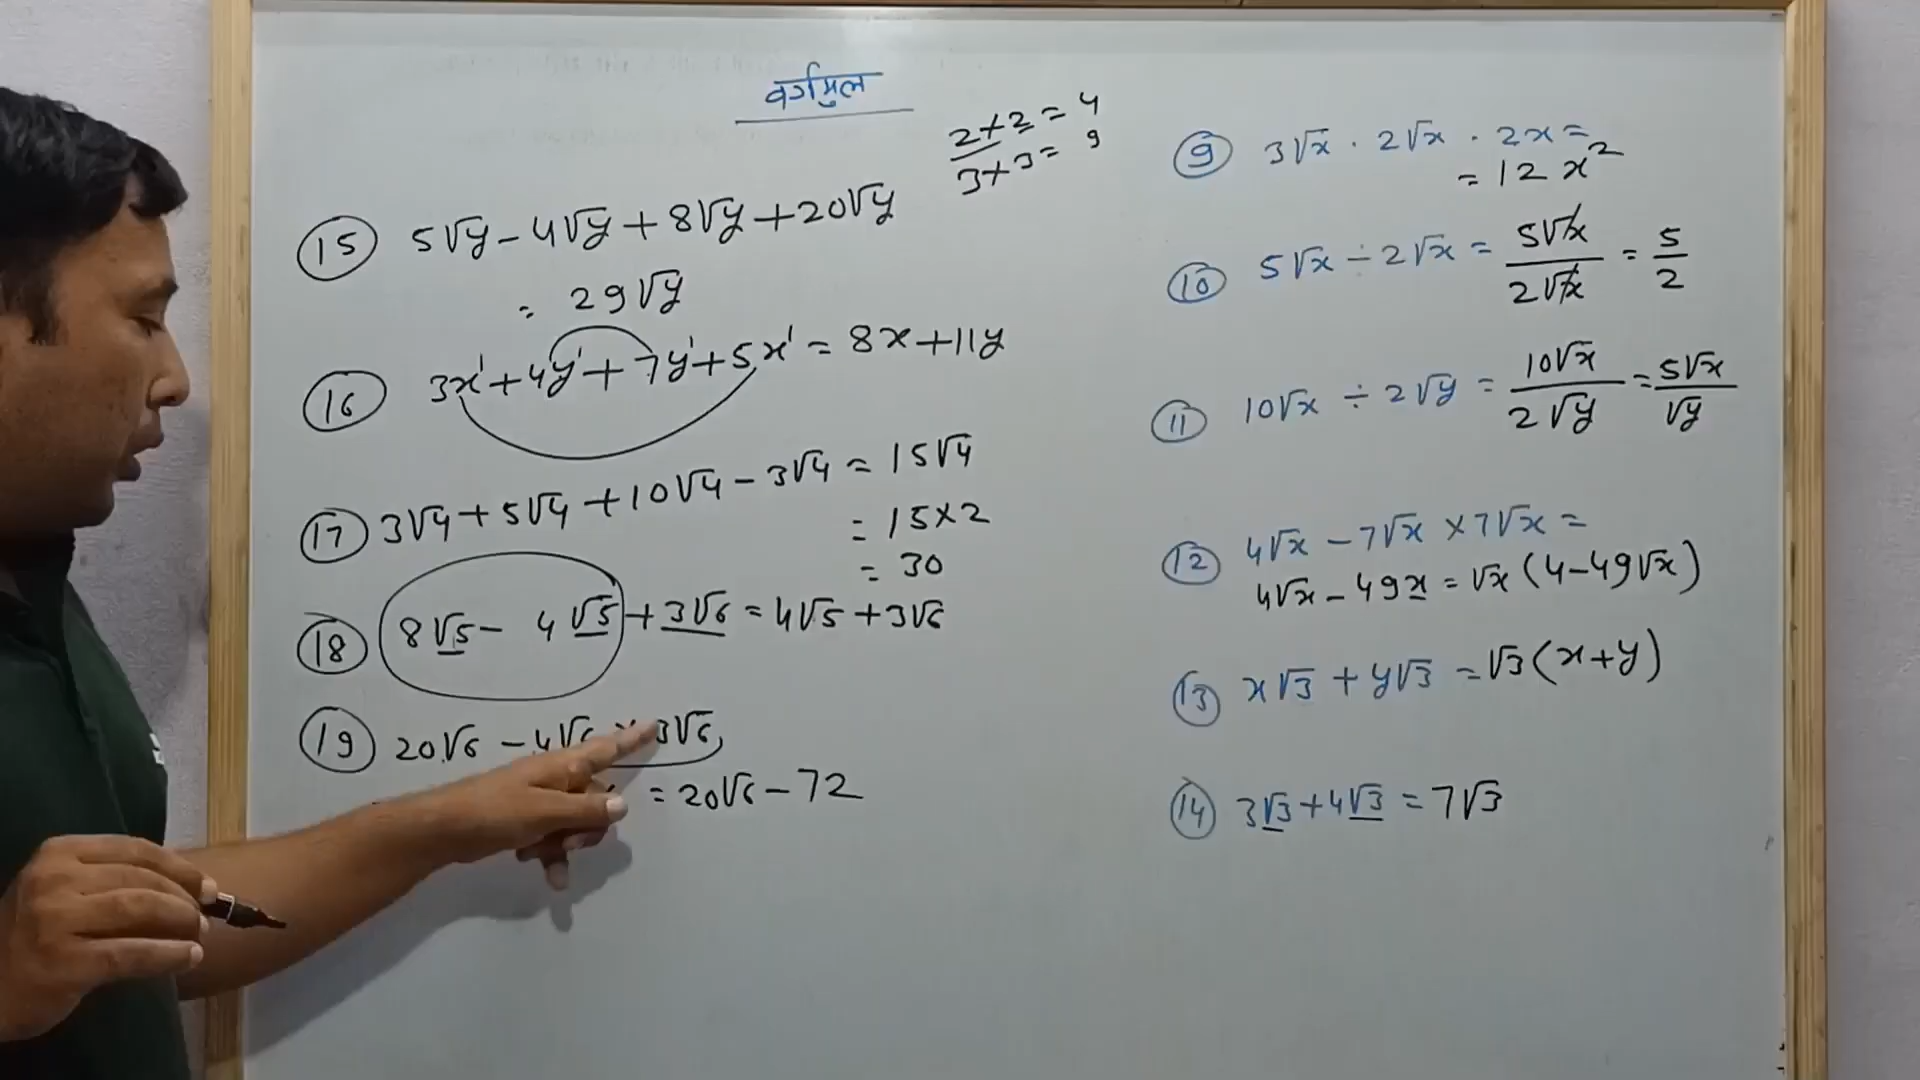 वर्गमुल
2+2=4
3+3=9
(15) 5√y - 4√y + 8√y + 20√y
= 29√y
(16) 3x' + 4y' + 7y' + 5x' = 8x + 11y
(17) 3√4 + 5√4 + 10√4 - 3√4 = 15√4
= 15×2
= 30
(18) 8√5 - 4√5 + 3√6 = 4√5 + 3√6
(19) 20√6 - 4√6 × 3√6
= 20√6 - 72
(9) 3√x · 2√x · 2x =
= 12x²
(10) 5√x ÷ 2√x = 5√x/2√x = 5/2
(11) 10√x ÷ 2√y = 10√x/2√y = 5√x/√y
(12) 4√x - 7√x × 7√x =
4√x - 49x = √x(4-49√x)
(13) x√3 + y√3 = √3(x+y)
(14) 3√3 + 4√3 = 7√3